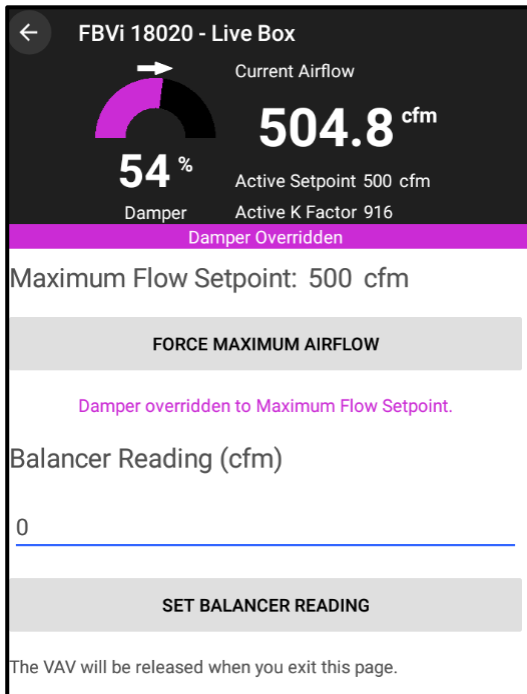 FBVi 18020 - Live Box
Current Airflow
504.8 cfm
54 %
Active Setpoint 500 cfm
Damper
Active K Factor 916
Damper Overridden
Maximum Flow Setpoint: 500 cfm
FORCE MAXIMUM AIRFLOW
Damper overridden to Maximum Flow Setpoint.
Balancer Reading (cfm)
0
SET BALANCER READING
The VAV will be released when you exit this page.